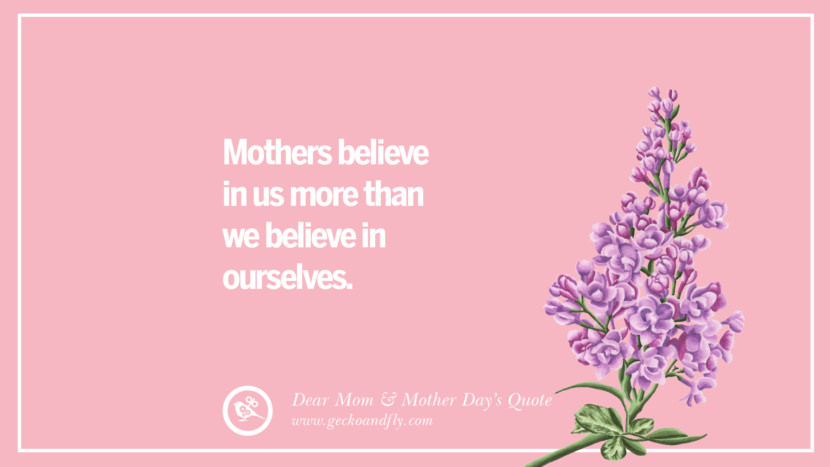 Mothers believe
in us more than
we believe in
ourselves.
Dear Mom & Mother Day's Quote
www.geckoandfly.com